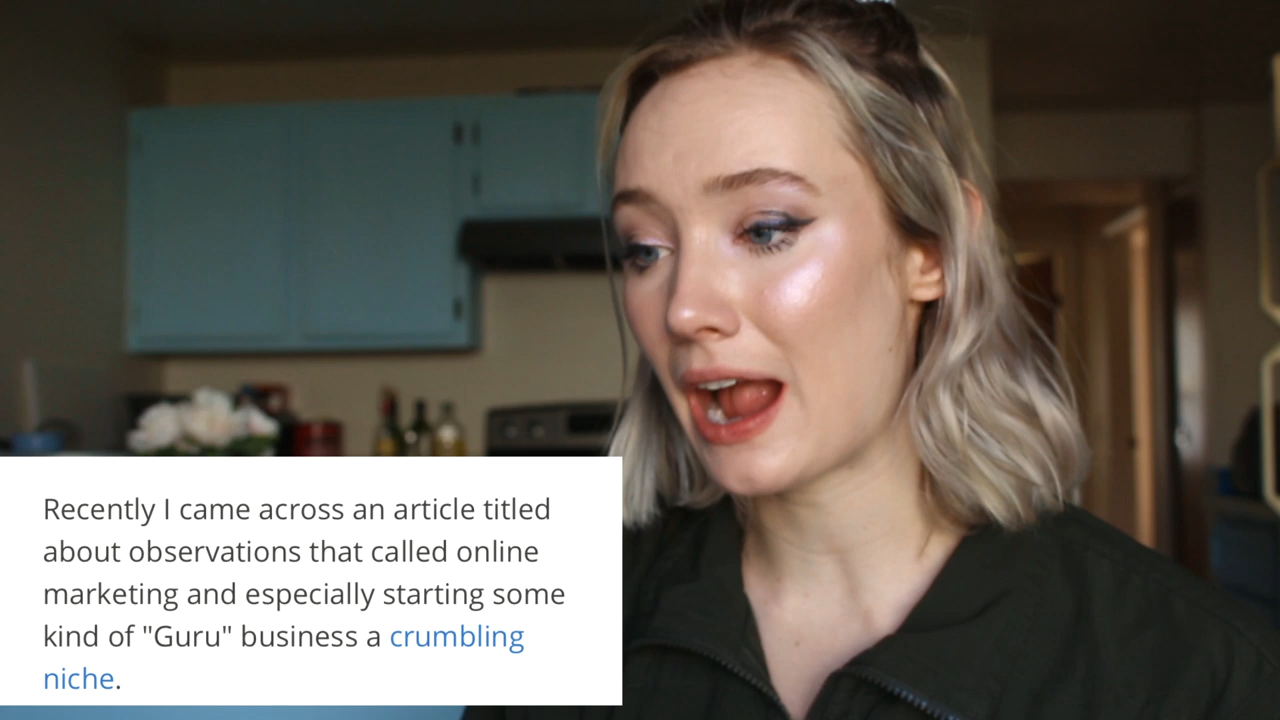 Recently I came across an article titled
about observations that called online
marketing and especially starting some
kind of "Guru" business a crumbling
niche.